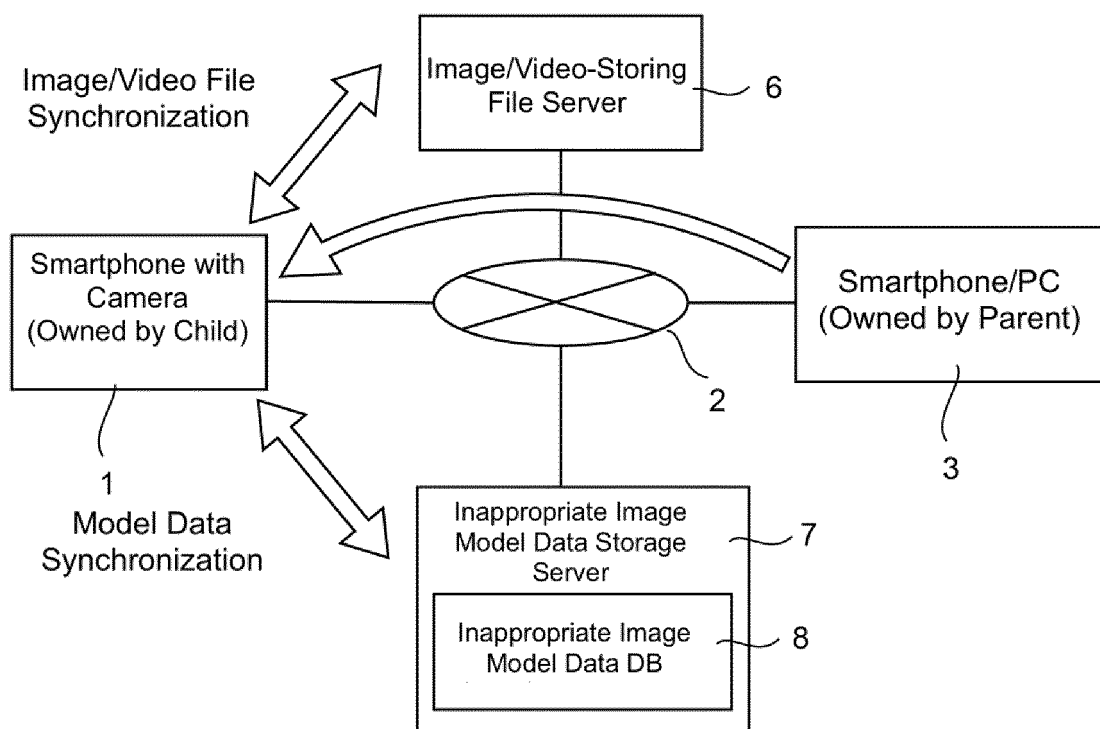 Image/Video File
Synchronization
Image/Video-Storing
File Server
6
Smartphone with
Camera
(Owned by Child)
1
2
Smartphone/PC
(Owned by Parent)
3
Model Data
Synchronization
Inappropriate Image
Model Data Storage
Server
7
Inappropriate Image
Model Data DB
8